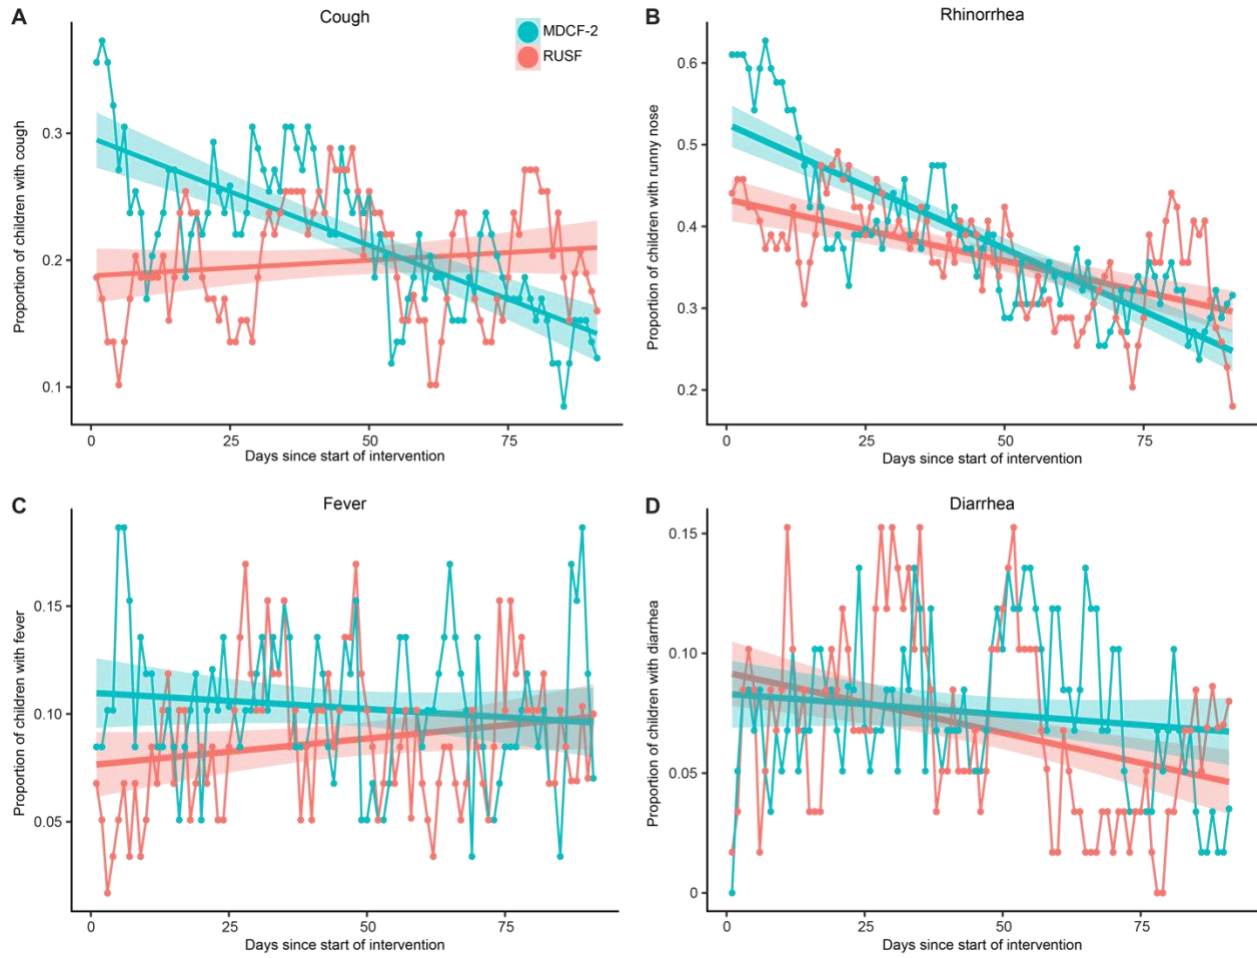 A
Cough
MDCF-2
RUSF
Proportion of children with cough
0.3
0.2
0.1
0
25
50
75
Days since start of intervention
B
Rhinorrhea
Proportion of children with runny nose
0.6
0.5
0.4
0.3
0.2
0
25
50
75
Days since start of intervention
C
Fever
Proportion of children with fever
0.15
0.10
0.05
0
25
50
75
Days since start of intervention
D
Diarrhea
Proportion of children with diarrhea
0.15
0.10
0.05
0
0
25
50
75
Days since start of intervention